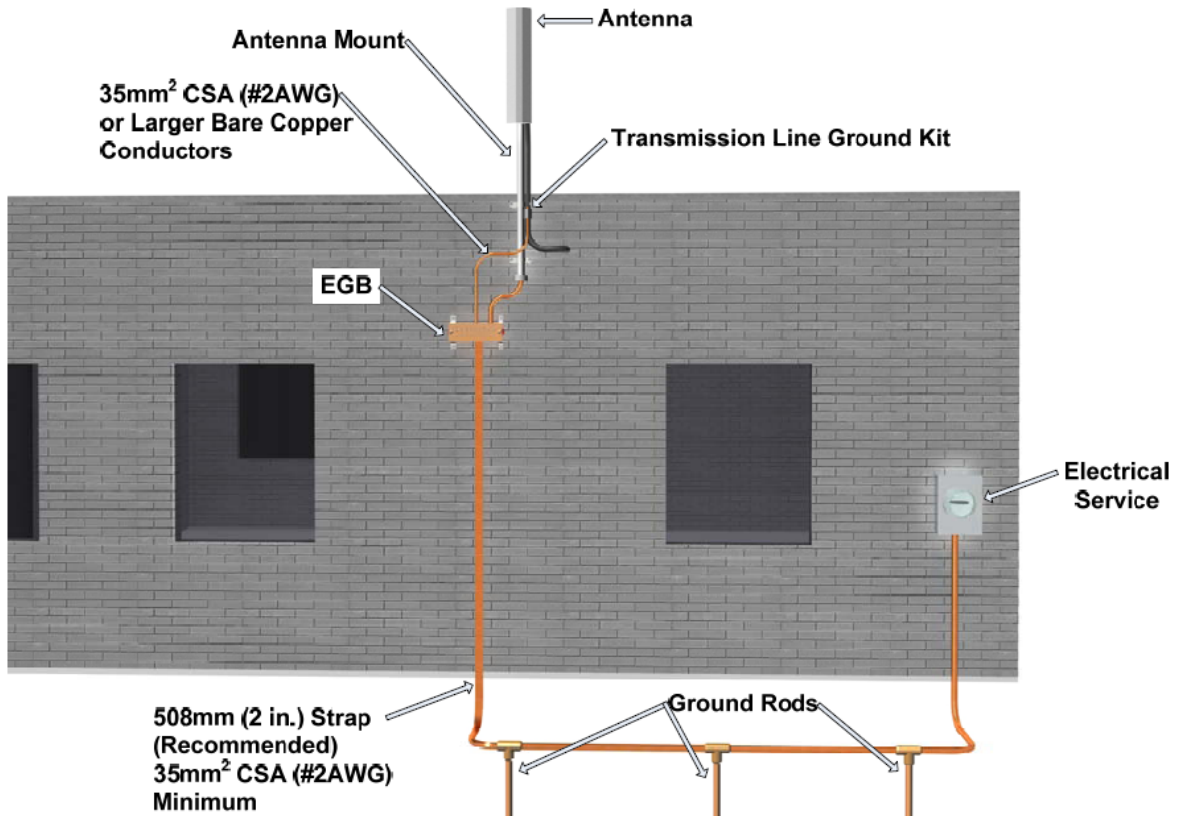 Antenna
Antenna Mount
35mm² CSA (#2AWG)
or Larger Bare Copper
Conductors
Transmission Line Ground Kit
EGB
Electrical
Service
Ground Rods
508mm (2 in.) Strap
(Recommended)
35mm² CSA (#2AWG)
Minimum